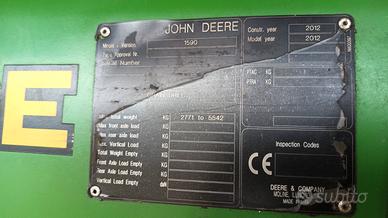 JOHN DEERE
Constr. year 2012
Model year 2012
Version 1590
Type Approval Nr.
Serial Number
PTAC KG
PTRA KG
total weight KG 2771 to 5542
Max front axle load KG
Max rear axle load KG
Max. Vertical Load KG
Total Weight Empty KG
Front Axle Load Empty KG
Rear Axle Load Empty KG
Vertical Load Empty daN
Inspection Codes
CE
DEERE & COMPANY
MOLINE
MADE IN
E
subito